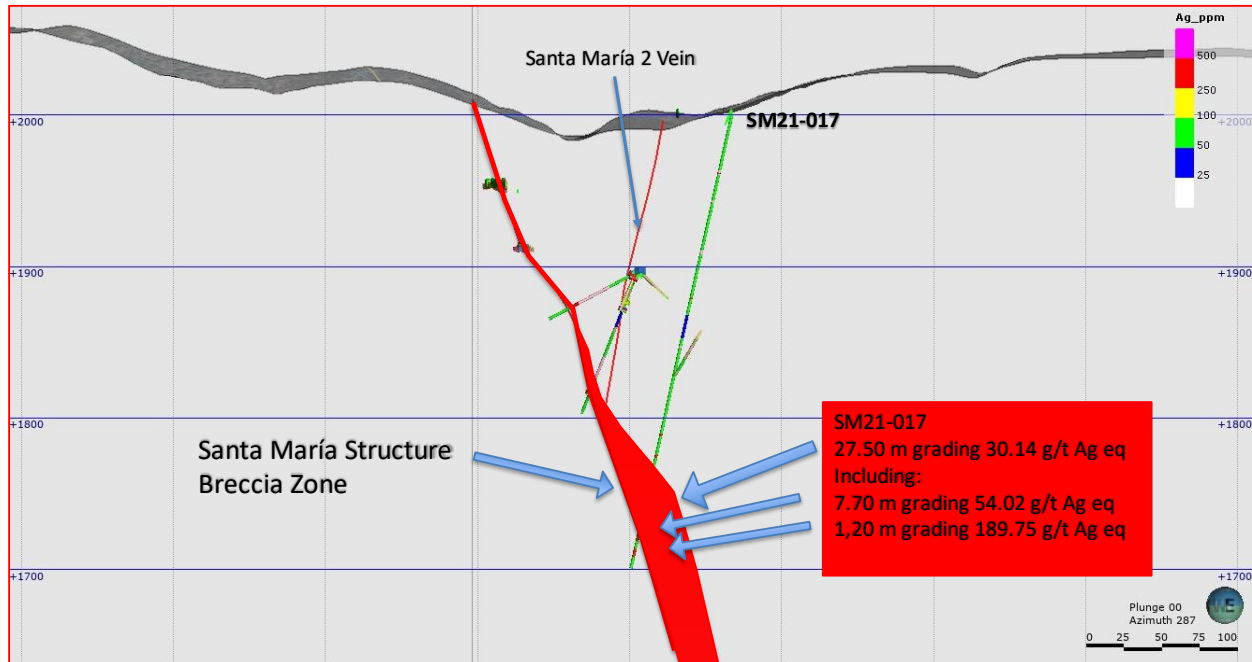 Ag_ppm
500
250
100
50
25
Santa María 2 Vein
SM21-017
+2000
+2000
+1900
+1900
+1800
+1800
Santa María Structure
Breccia Zone
SM21-017
27.50 m grading 30.14 g/t Ag eq
Including:
7.70 m grading 54.02 g/t Ag eq
1,20 m grading 189.75 g/t Ag eq
+1700
+1700
Plunge 00
Azimuth 287
W E
0 25 50 75 100